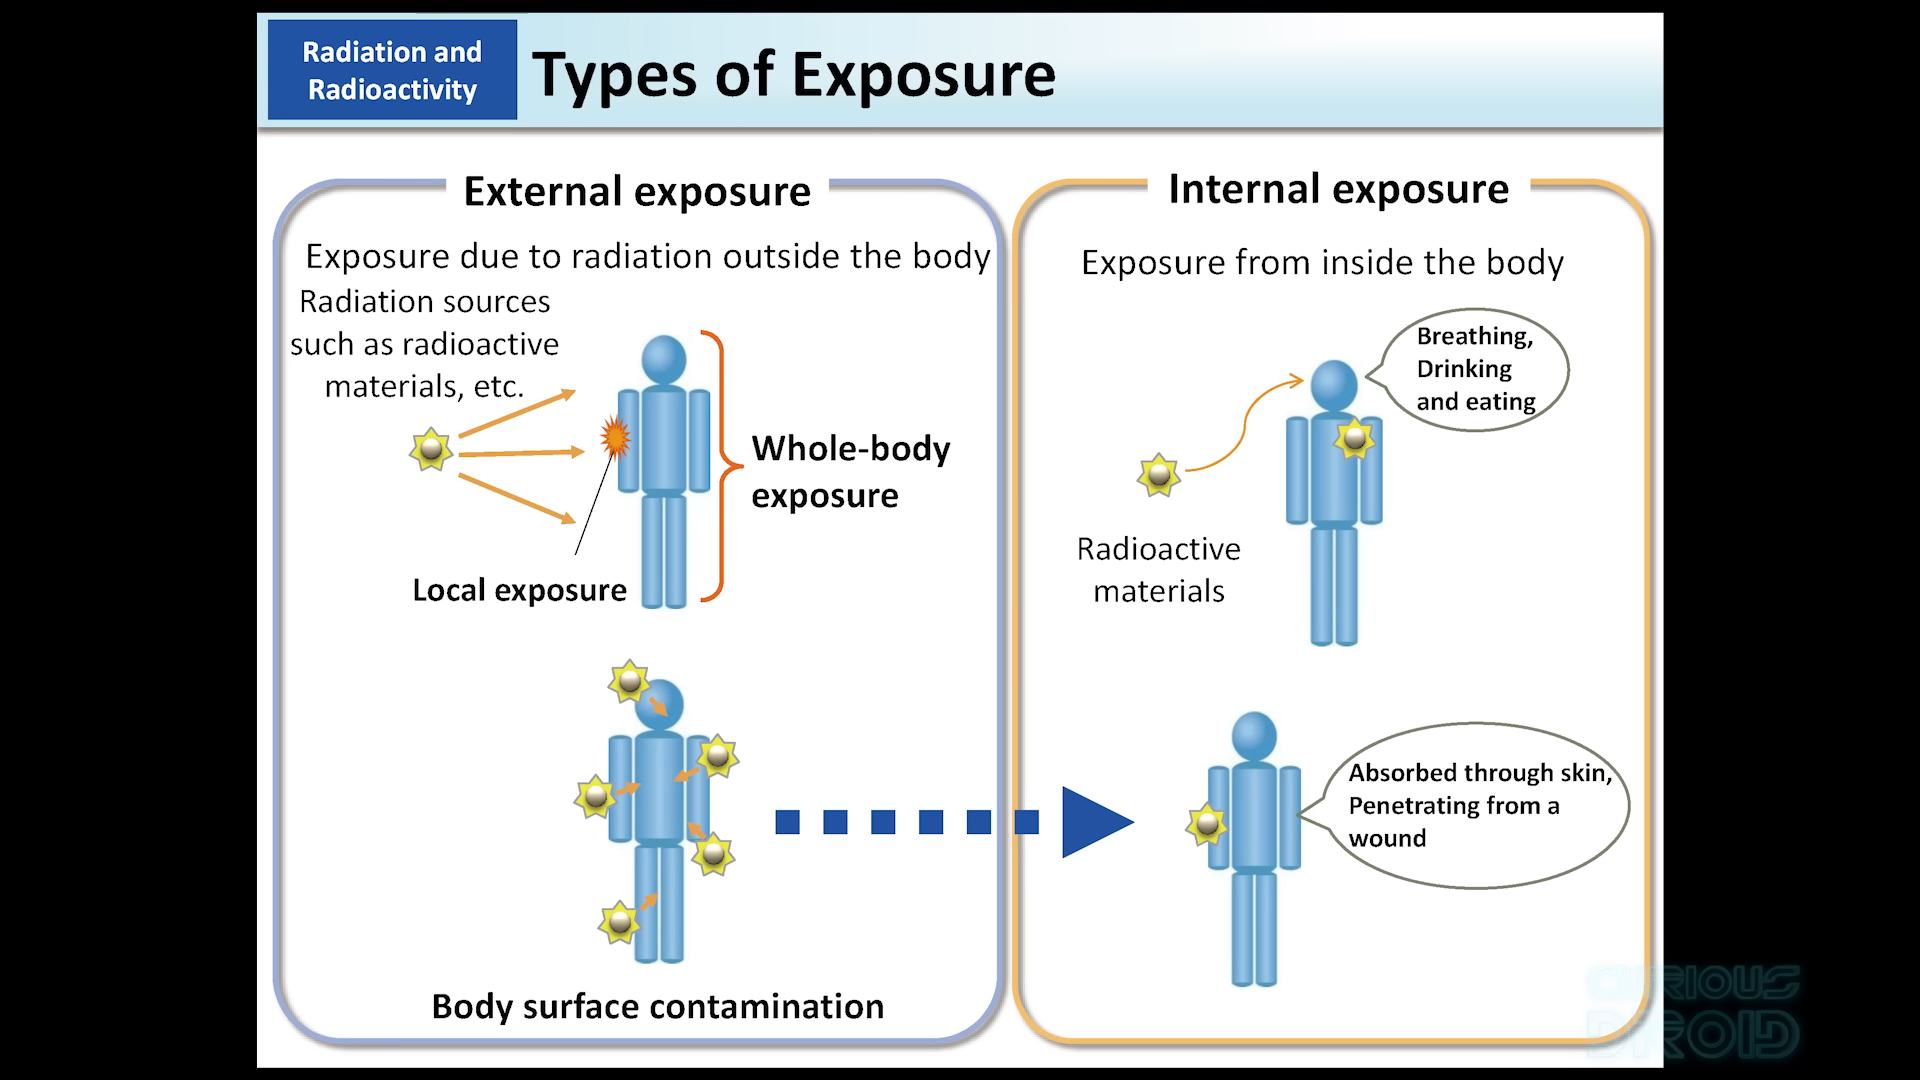 Radiation and
Radioactivity
Types of Exposure
External exposure
Exposure due to radiation outside the body
Radiation sources
such as radioactive
materials, etc.
Whole-body
exposure
Local exposure
Body surface contamination
Internal exposure
Exposure from inside the body
Breathing,
Drinking
and eating
Radioactive
materials
Absorbed through skin,
Penetrating from a
wound
CURIOUS
DROID